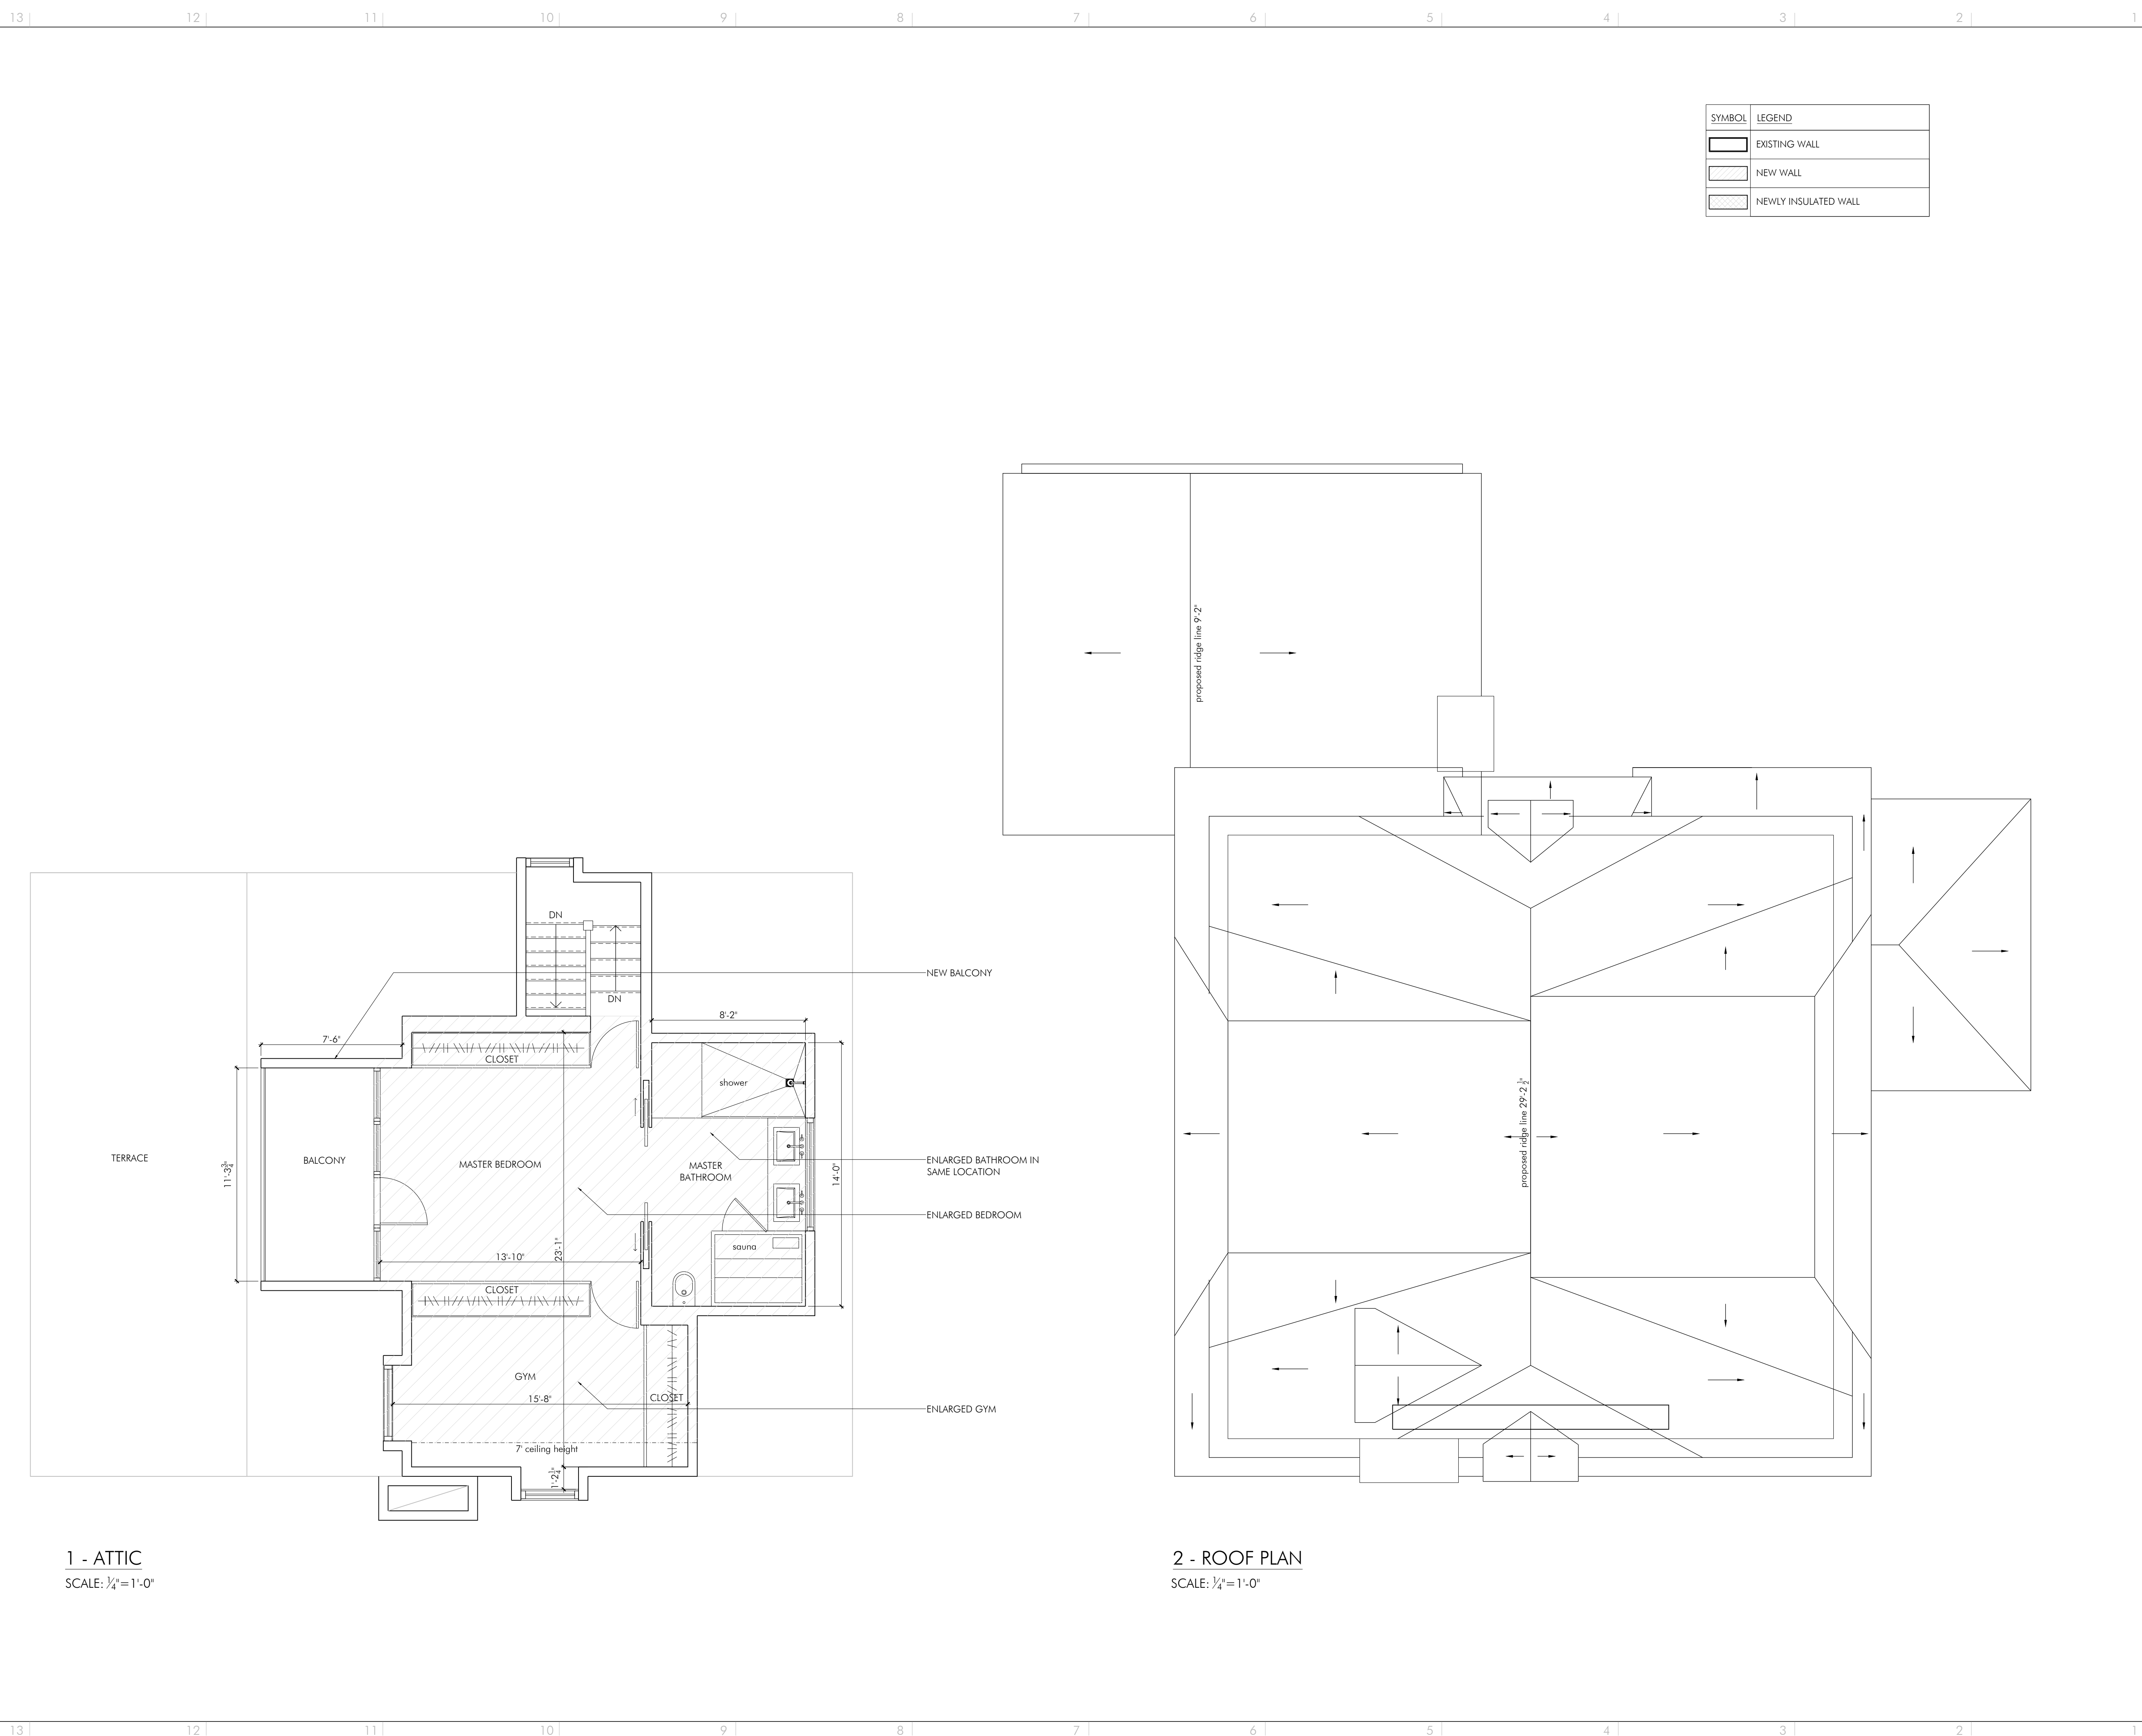 13 12 11 10 9 8 7 6 5 4 3 2 1
SYMBOL LEGEND
EXISTING WALL
NEW WALL
NEWLY INSULATED WALL
proposed ridge line 9'-2"
DN
DN
NEW BALCONY
8'-2"
7'-6"
CLOSET
shower
TERRACE
BALCONY
MASTER BEDROOM
MASTER
BATHROOM
ENLARGED BATHROOM IN
SAME LOCATION
11'-3¾"
14'-0"
ENLARGED BEDROOM
sauna
13'-10"
23'-1"
CLOSET
GYM
15'-8"
CLOSET
ENLARGED GYM
7' ceiling height
1'-2¼"
proposed ridge line 29'-2 ½"
1 - ATTIC
SCALE: ¼"=1'-0"
2 - ROOF PLAN
SCALE: ¼"=1'-0"
13 12 11 10 9 8 7 6 5 4 3 2 1